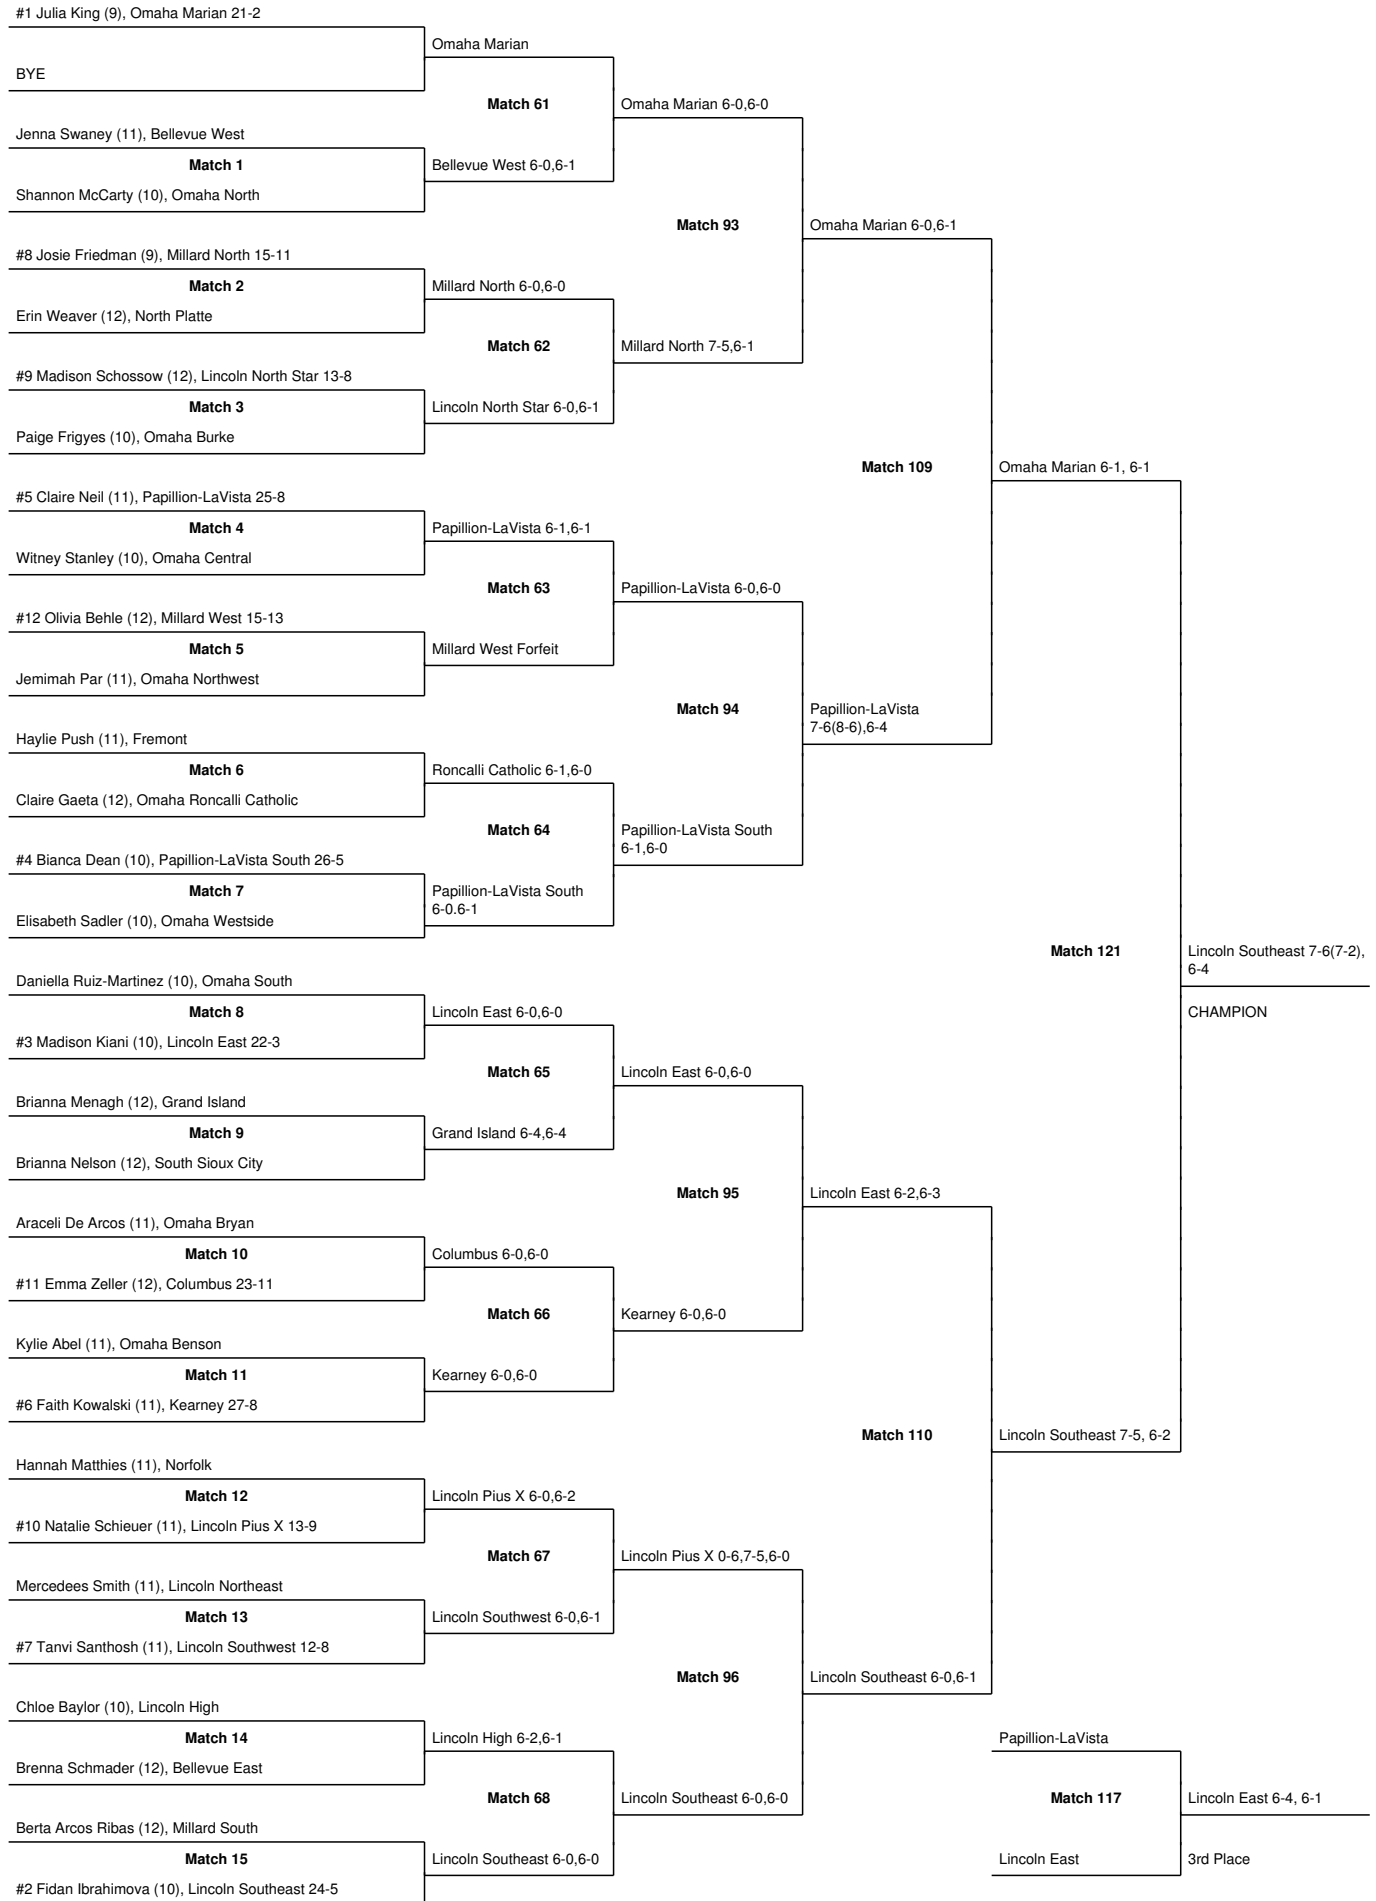 #1 Julia King (9), Omaha Marian 21-2
Omaha Marian
BYE
Match 61
Omaha Marian 6-0,6-0
Jenna Swaney (11), Bellevue West
Match 1
Bellevue West 6-0,6-1
Shannon McCarty (10), Omaha North
Match 93
Omaha Marian 6-0,6-1
#8 Josie Friedman (9), Millard North 15-11
Match 2
Millard North 6-0,6-0
Erin Weaver (12), North Platte
Match 62
Millard North 7-5,6-1
#9 Madison Schossow (12), Lincoln North Star 13-8
Match 3
Lincoln North Star 6-0,6-1
Paige Frigyes (10), Omaha Burke
Match 109
Omaha Marian 6-1, 6-1
#5 Claire Neil (11), Papillion-LaVista 25-8
Match 4
Papillion-LaVista 6-1,6-1
Witney Stanley (10), Omaha Central
Match 63
Papillion-LaVista 6-0,6-0
#12 Olivia Behle (12), Millard West 15-13
Match 5
Millard West Forfeit
Jemimah Par (11), Omaha Northwest
Match 94
Papillion-LaVista
7-6(8-6),6-4
Haylie Push (11), Fremont
Match 6
Roncalli Catholic 6-1,6-0
Claire Gaeta (12), Omaha Roncalli Catholic
Match 64
Papillion-LaVista South
6-1,6-0
#4 Bianca Dean (10), Papillion-LaVista South 26-5
Match 7
Papillion-LaVista South
6-0.6-1
Elisabeth Sadler (10), Omaha Westside
Match 121
Lincoln Southeast 7-6(7-2),
6-4
CHAMPION
Daniella Ruiz-Martinez (10), Omaha South
Match 8
Lincoln East 6-0,6-0
#3 Madison Kiani (10), Lincoln East 22-3
Match 65
Lincoln East 6-0,6-0
Brianna Menagh (12), Grand Island
Match 9
Grand Island 6-4,6-4
Brianna Nelson (12), South Sioux City
Match 95
Lincoln East 6-2,6-3
Araceli De Arcos (11), Omaha Bryan
Match 10
Columbus 6-0,6-0
#11 Emma Zeller (12), Columbus 23-11
Match 66
Kearney 6-0,6-0
Kylie Abel (11), Omaha Benson
Match 11
Kearney 6-0,6-0
#6 Faith Kowalski (11), Kearney 27-8
Match 110
Lincoln Southeast 7-5, 6-2
Hannah Matthies (11), Norfolk
Match 12
Lincoln Pius X 6-0,6-2
#10 Natalie Schieuer (11), Lincoln Pius X 13-9
Match 67
Lincoln Pius X 0-6,7-5,6-0
Mercedees Smith (11), Lincoln Northeast
Match 13
Lincoln Southwest 6-0,6-1
#7 Tanvi Santhosh (11), Lincoln Southwest 12-8
Match 96
Lincoln Southeast 6-0,6-1
Chloe Baylor (10), Lincoln High
Match 14
Lincoln High 6-2,6-1
Brenna Schmader (12), Bellevue East
Match 68
Lincoln Southeast 6-0,6-0
Berta Arcos Ribas (12), Millard South
Match 15
Lincoln Southeast 6-0,6-0
#2 Fidan Ibrahimova (10), Lincoln Southeast 24-5
Papillion-LaVista
Match 117
Lincoln East 6-4, 6-1
Lincoln East
3rd Place